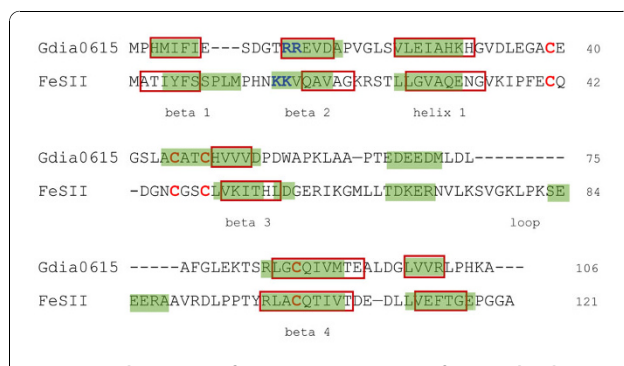 Gdia0615 MPHMIFIE---SDGTRREVDAPVGLSVLEIAHKHGVDLEGACE 40
FeSII MATIYFSSPLMPHNKKVQAVAGKRSTLLGVAQENGVKIPFECQ 42
beta 1 beta 2 helix 1
Gdia0615 GSLACATCHVVVDPDWAPKLAA–PTEDEEDMLDL--------- 75
FeSII -DGNCGSCLVKITHLDGERIKGMLLTDKERNVLKSVGKLPKSE 84
beta 3 loop
Gdia0615 -----AFGLEKTSRLGCQIVMTEALDGLVVRLPHKA--- 106
FeSII EERAAVRDLPPTYRLACQTIVTDE–DLLVEFTGEPGGA 121
beta 4